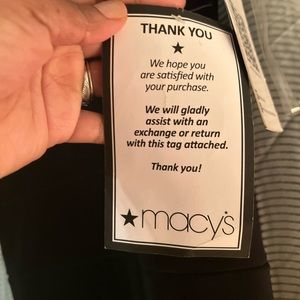 THANK YOU
We hope you
are satisfied with
your purchase.
We will gladly
assist with an
exchange or return
with this tag attached.
Thank you!
★macy's